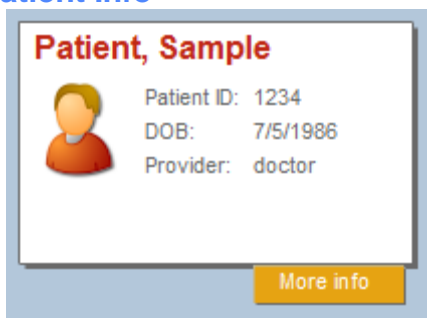 Patient, Sample
Patient ID: 1234
DOB: 7/5/1986
Provider: doctor
More info